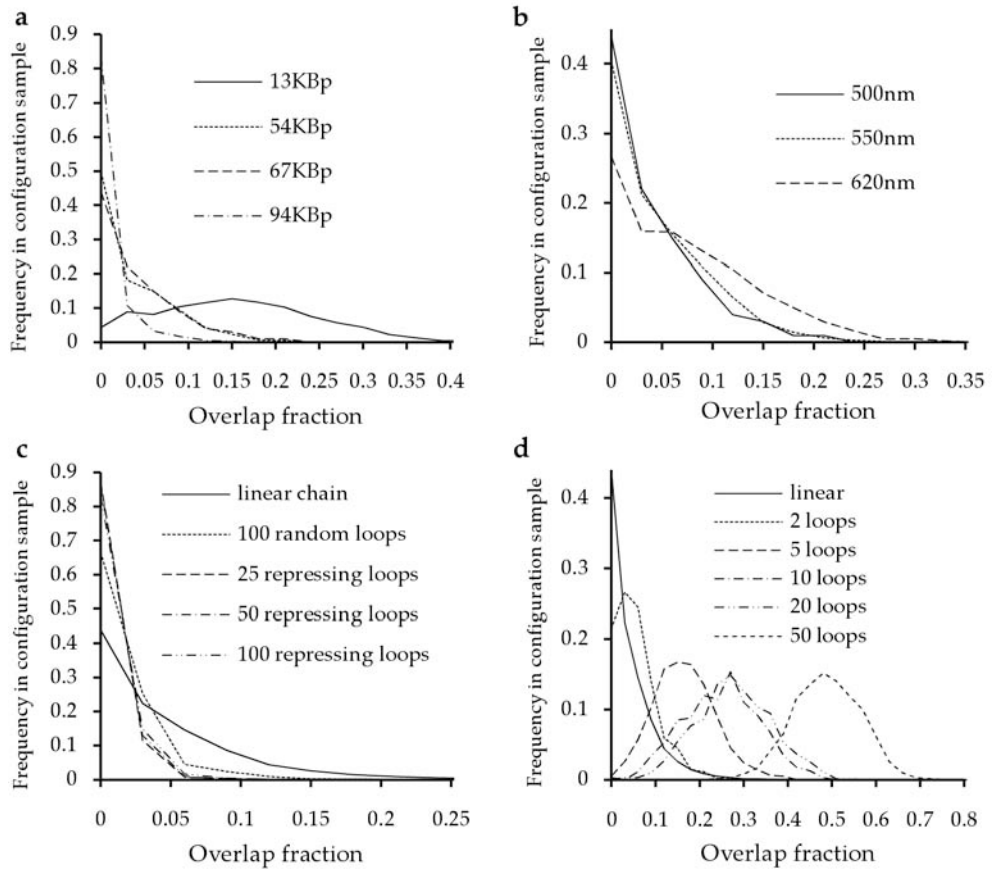 a
Frequency in configuration sample
0.9
0.8
0.7
0.6
0.5
0.4
0.3
0.2
0.1
0
13KBp
54KBp
67KBp
94KBp
0 0.05 0.1 0.15 0.2 0.25 0.3 0.35 0.4
Overlap fraction
b
Frequency in configuration sample
0.4
0.3
0.2
0.1
0
500nm
550nm
620nm
0 0.05 0.1 0.15 0.2 0.25 0.3 0.35
Overlap fraction
c
Frequency in configuration sample
0.9
0.8
0.7
0.6
0.5
0.4
0.3
0.2
0.1
0
linear chain
100 random loops
25 repressing loops
50 repressing loops
100 repressing loops
0 0.05 0.1 0.15 0.2 0.25
Overlap fraction
d
Frequency in configuration sample
0.4
0.3
0.2
0.1
0
linear
2 loops
5 loops
10 loops
20 loops
50 loops
0 0.1 0.2 0.3 0.4 0.5 0.6 0.7 0.8
Overlap fraction